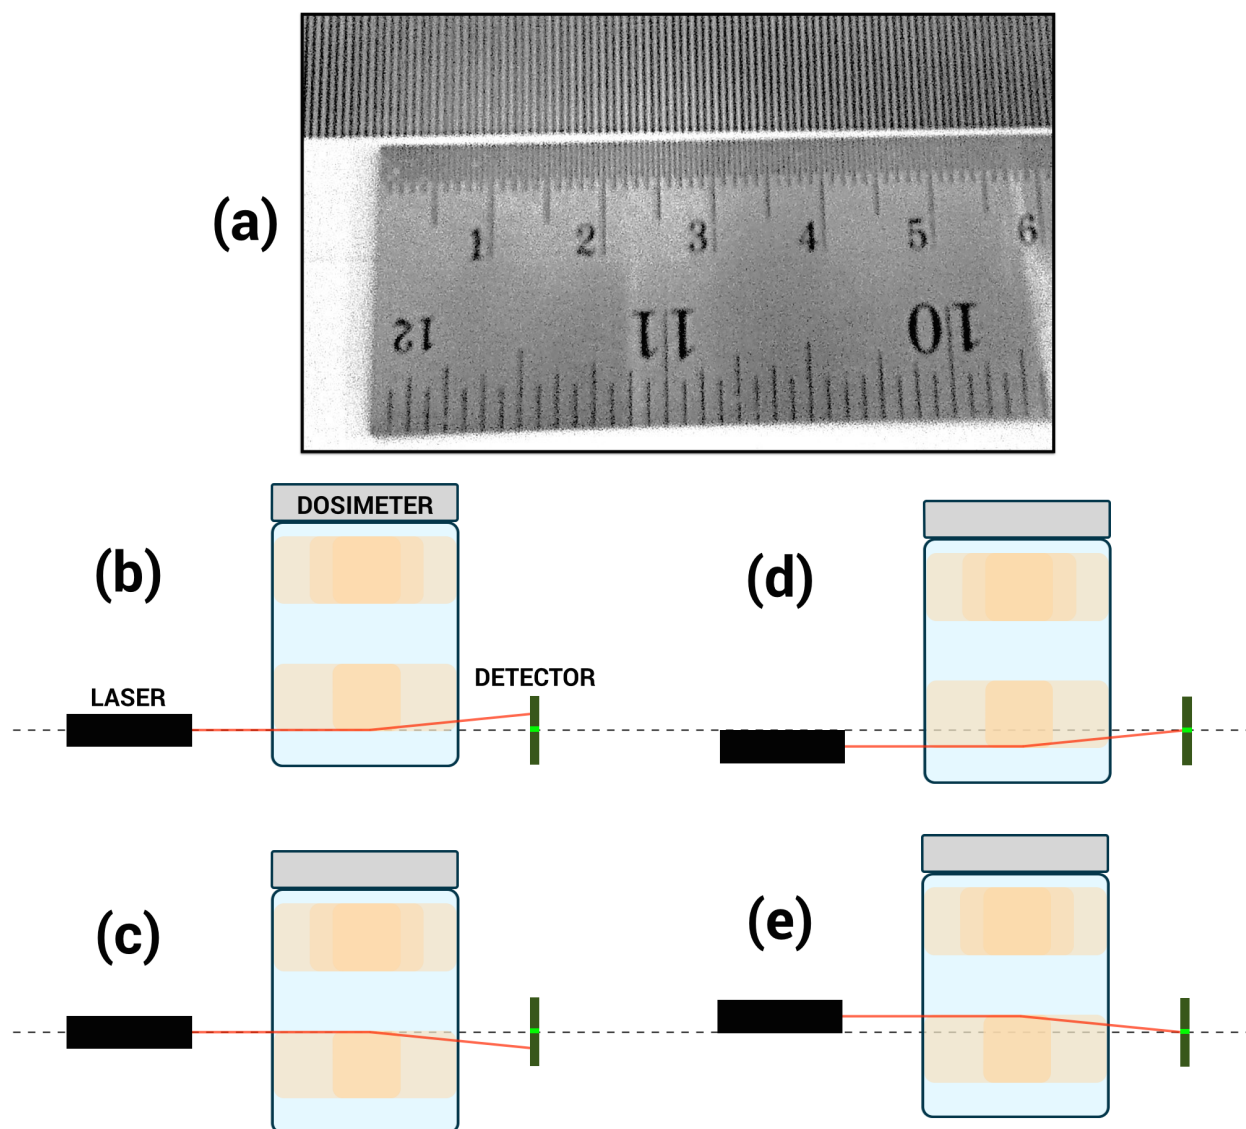 (a)
1 2 3 4 5 6
12 11 10
DOSIMETER
(b)
(d)
LASER
DETECTOR
(c)
(e)